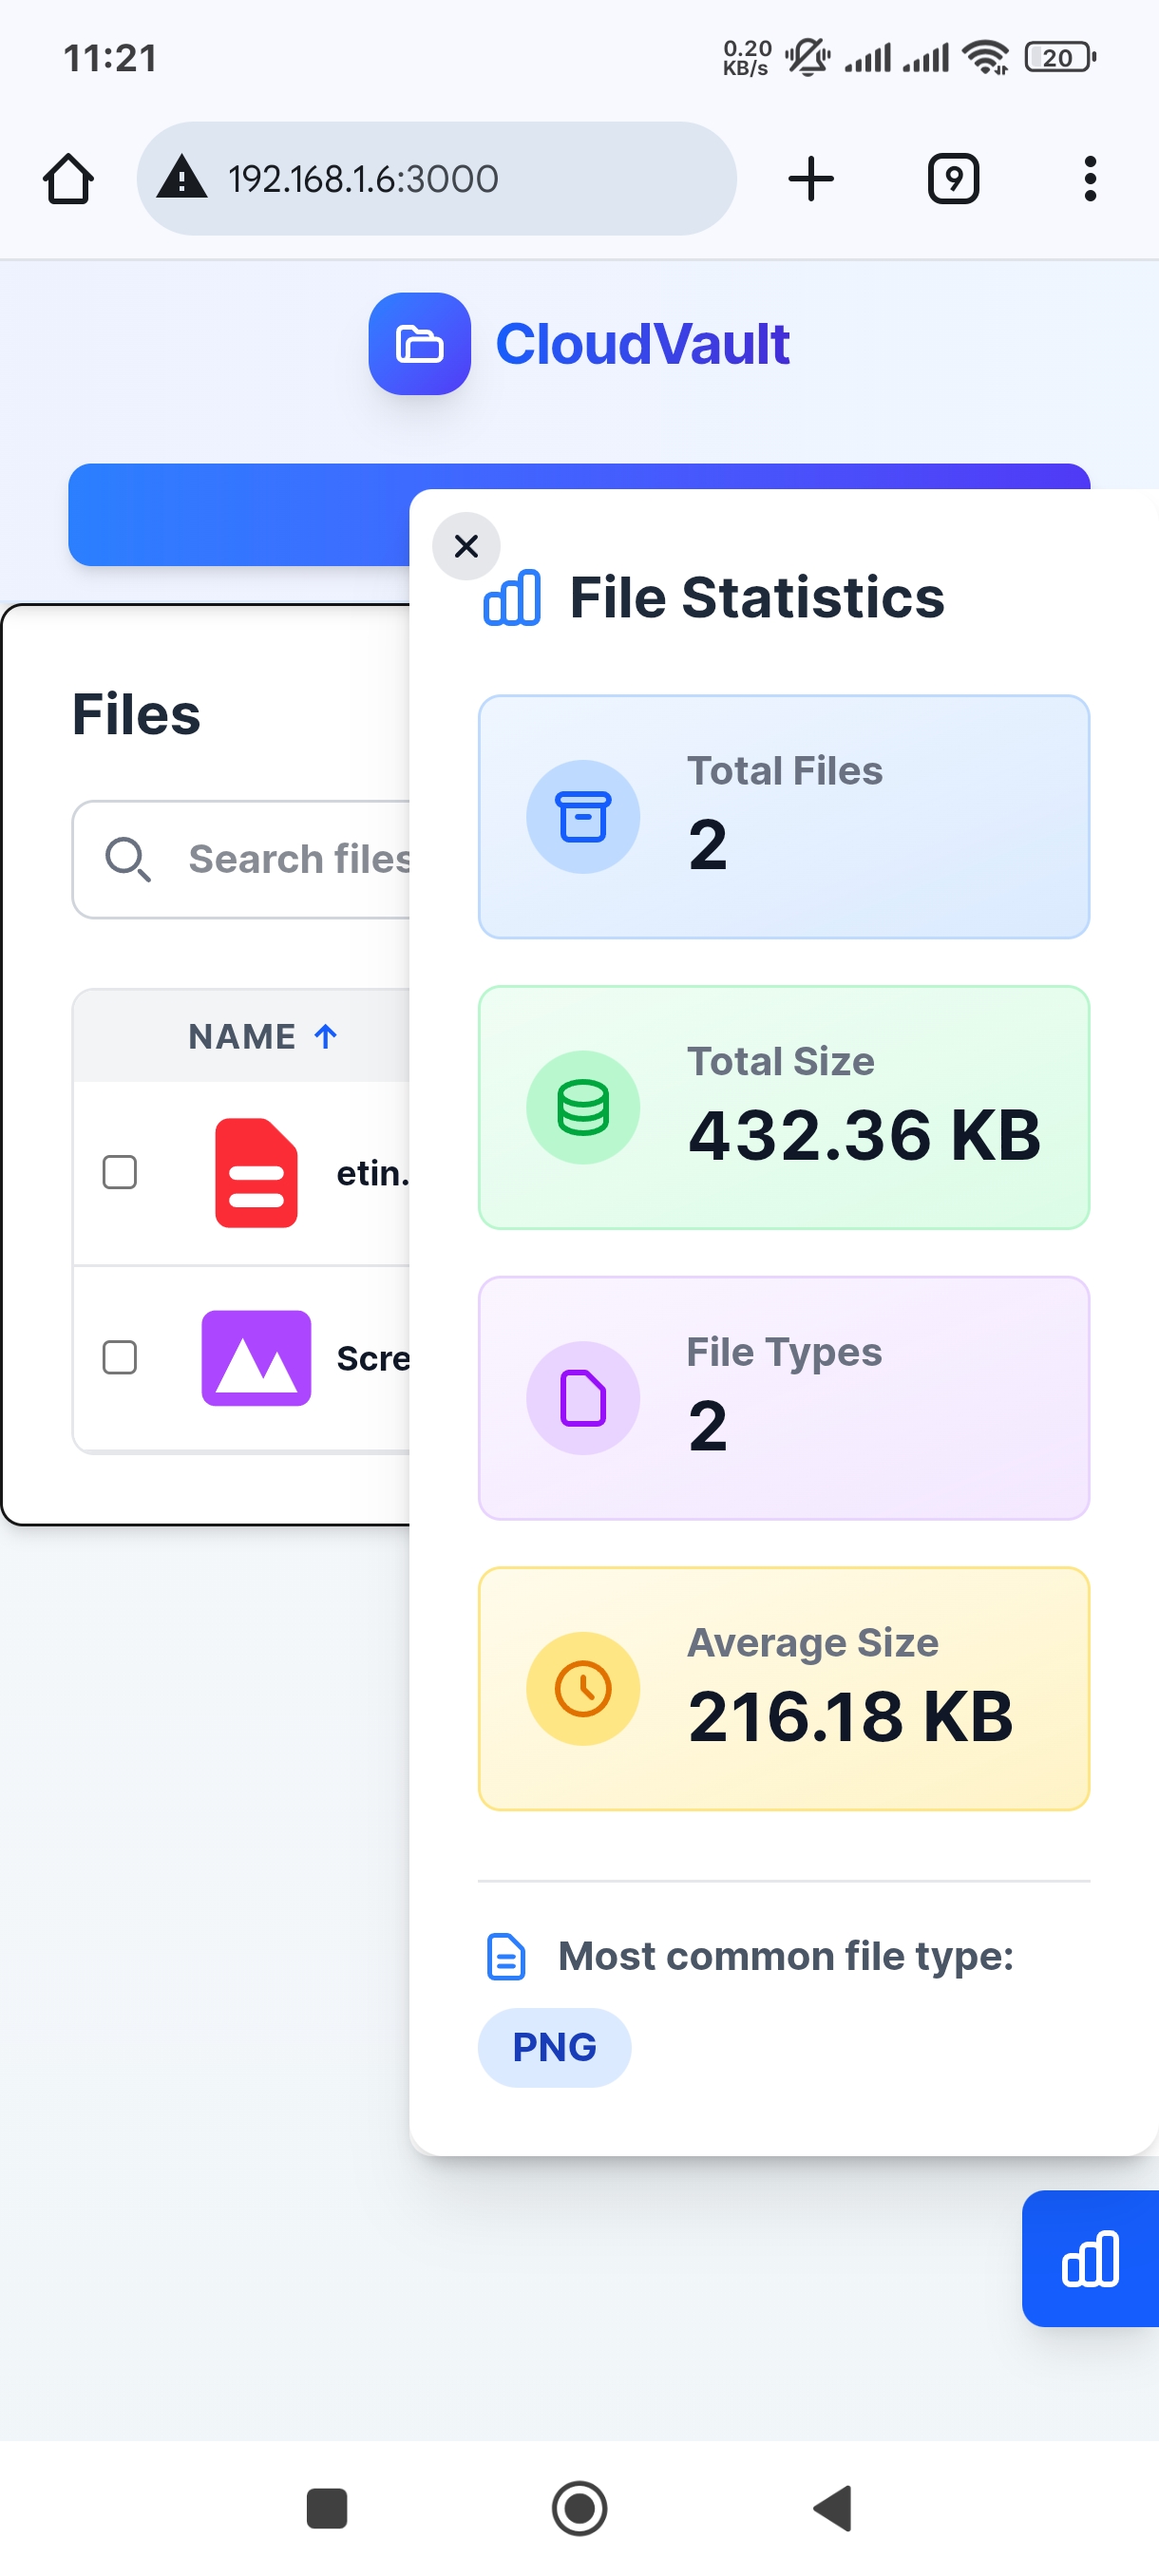 11:21
0.20
KB/s
20
192.168.1.6:3000
9
CloudVault
File Statistics
Files
Total Files
2
Search files
NAME ↑
Total Size
432.36 KB
etin.
File Types
2
Scre
Average Size
216.18 KB
Most common file type:
PNG